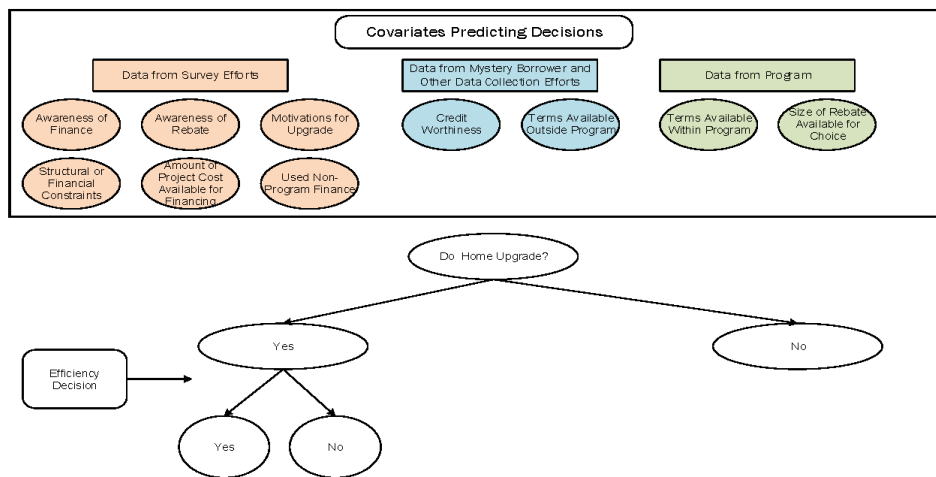 Covariates Predicting Decisions
Data from Survey Efforts
Data from Mystery Borrower and
Other Data Collection Efforts
Data from Program
Awareness of
Finance
Awareness of
Rebate
Motivations for
Upgrade
Credit
Worthiness
Terms Available
Outside Program
Terms Available
Within Program
Size of Rebate
Available for
Choice
Structural or
Financial
Constraints
Amount of
Project Cost
Available for
Financing
Used Non-
Program Finance
Do Home Upgrade?
Yes
No
Efficiency
Decision
Yes
No